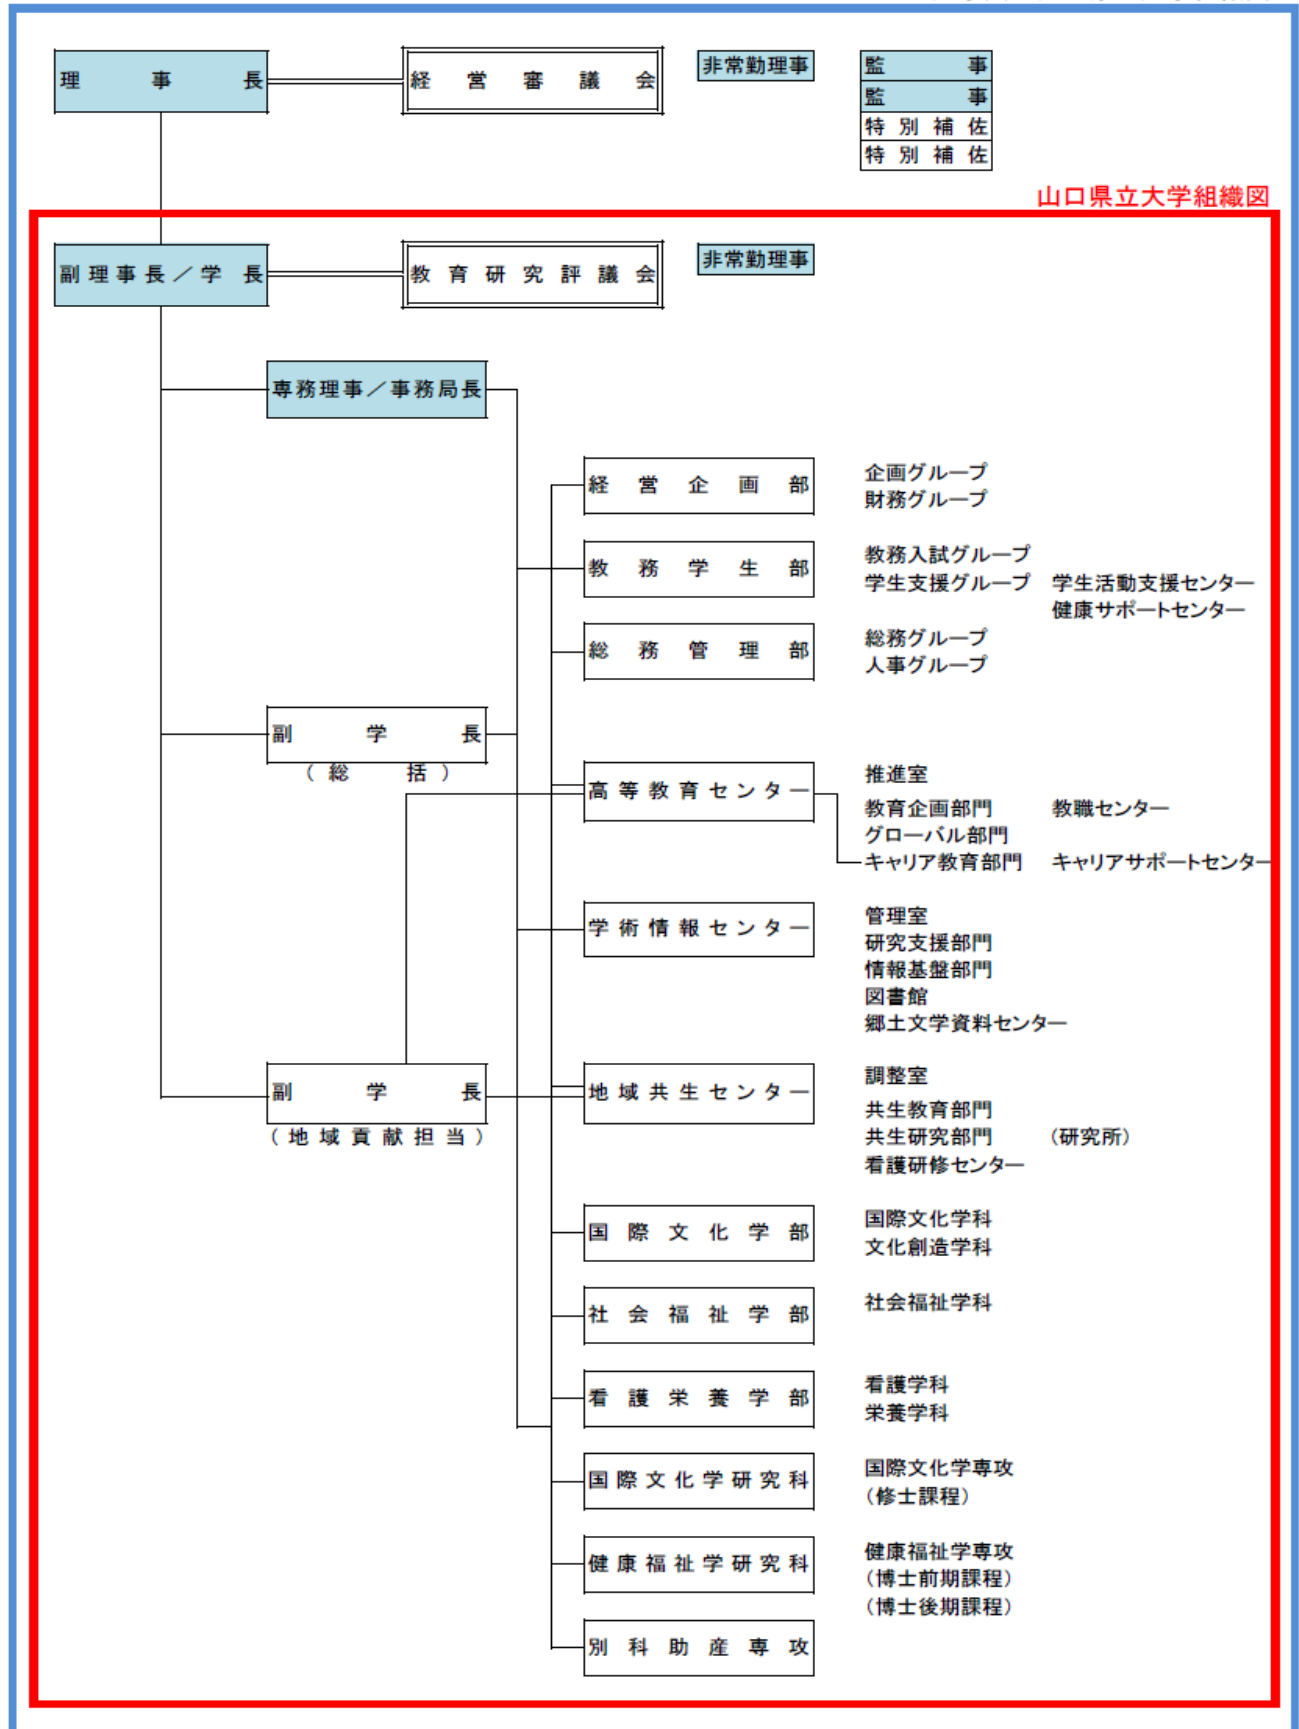 理事長
経営審議会
非常勤理事
監事
監事
特別補佐
特別補佐
山口県立大学組織図
副理事長／学長
教育研究評議会
非常勤理事
専務理事／事務局長
経営企画部
企画グループ
財務グループ
教務学生部
教務入試グループ
学生支援グループ 学生活動支援センター
健康サポートセンター
総務管理部
総務グループ
人事グループ
副学長
（総括）
高等教育センター
推進室
教育企画部門 教職センター
グローバル部門
キャリア教育部門 キャリアサポートセンター
学術情報センター
管理室
研究支援部門
情報基盤部門
図書館
郷土文学資料センター
副学長
（地域貢献担当）
地域共生センター
調整室
共生教育部門
共生研究部門 （研究所）
看護研修センター
国際文化学部
国際文化学科
文化創造学科
社会福祉学部
社会福祉学科
看護栄養学部
看護学科
栄養学科
国際文化学研究科
国際文化学専攻
（修士課程）
健康福祉学研究科
健康福祉学専攻
（博士前期課程）
（博士後期課程）
別科助産専攻